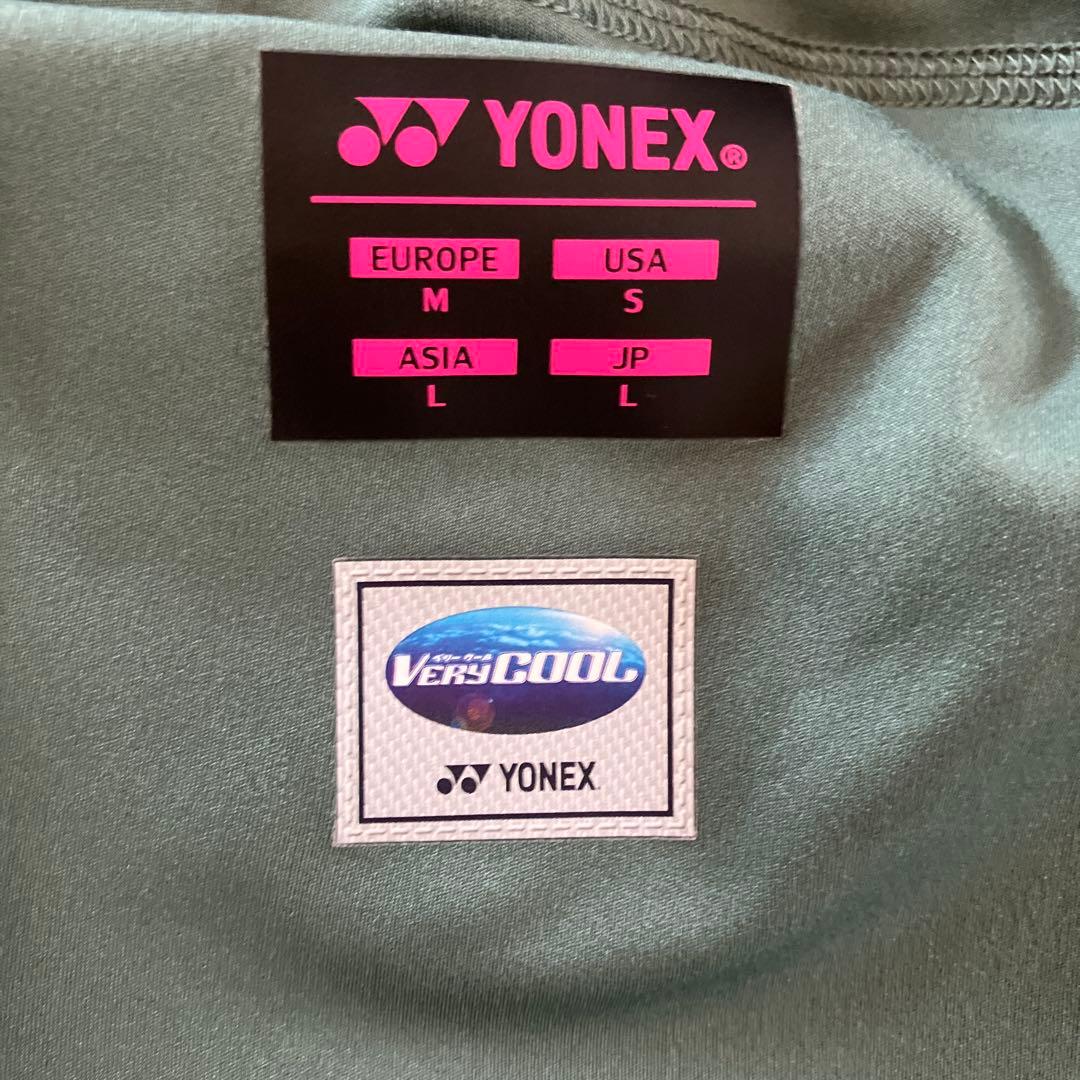 YONEX®
EUROPE USA
M S
ASIA JP
L L
ベリークール
VERYCOOL
YONEX